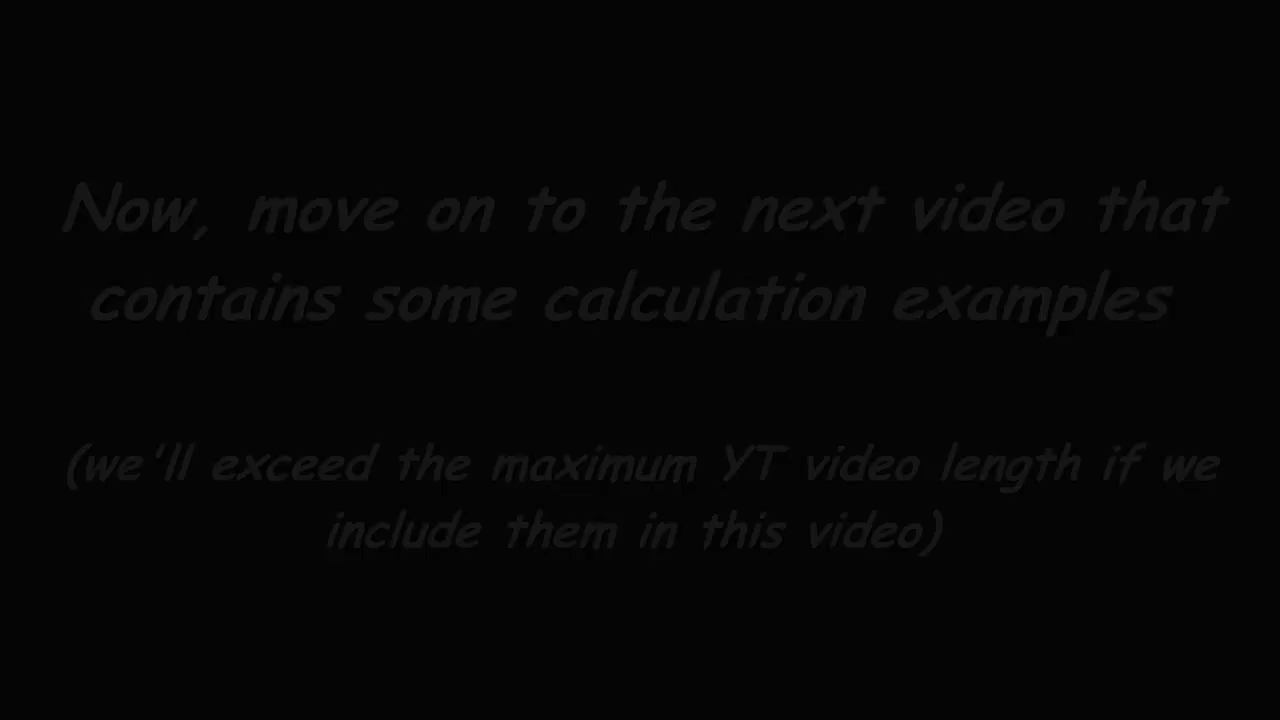 Now, move on to the next video that
contains some calculation examples
(we'll exceed the maximum YT video length if we
include them in this video)